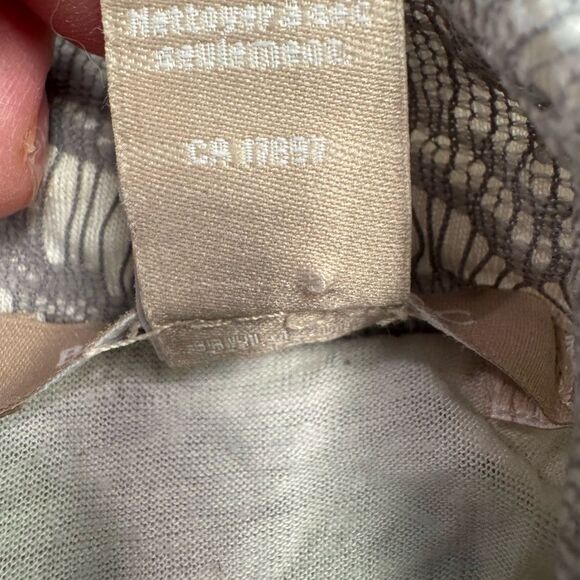 Nettoyer à sec
seulement.
CA 17897